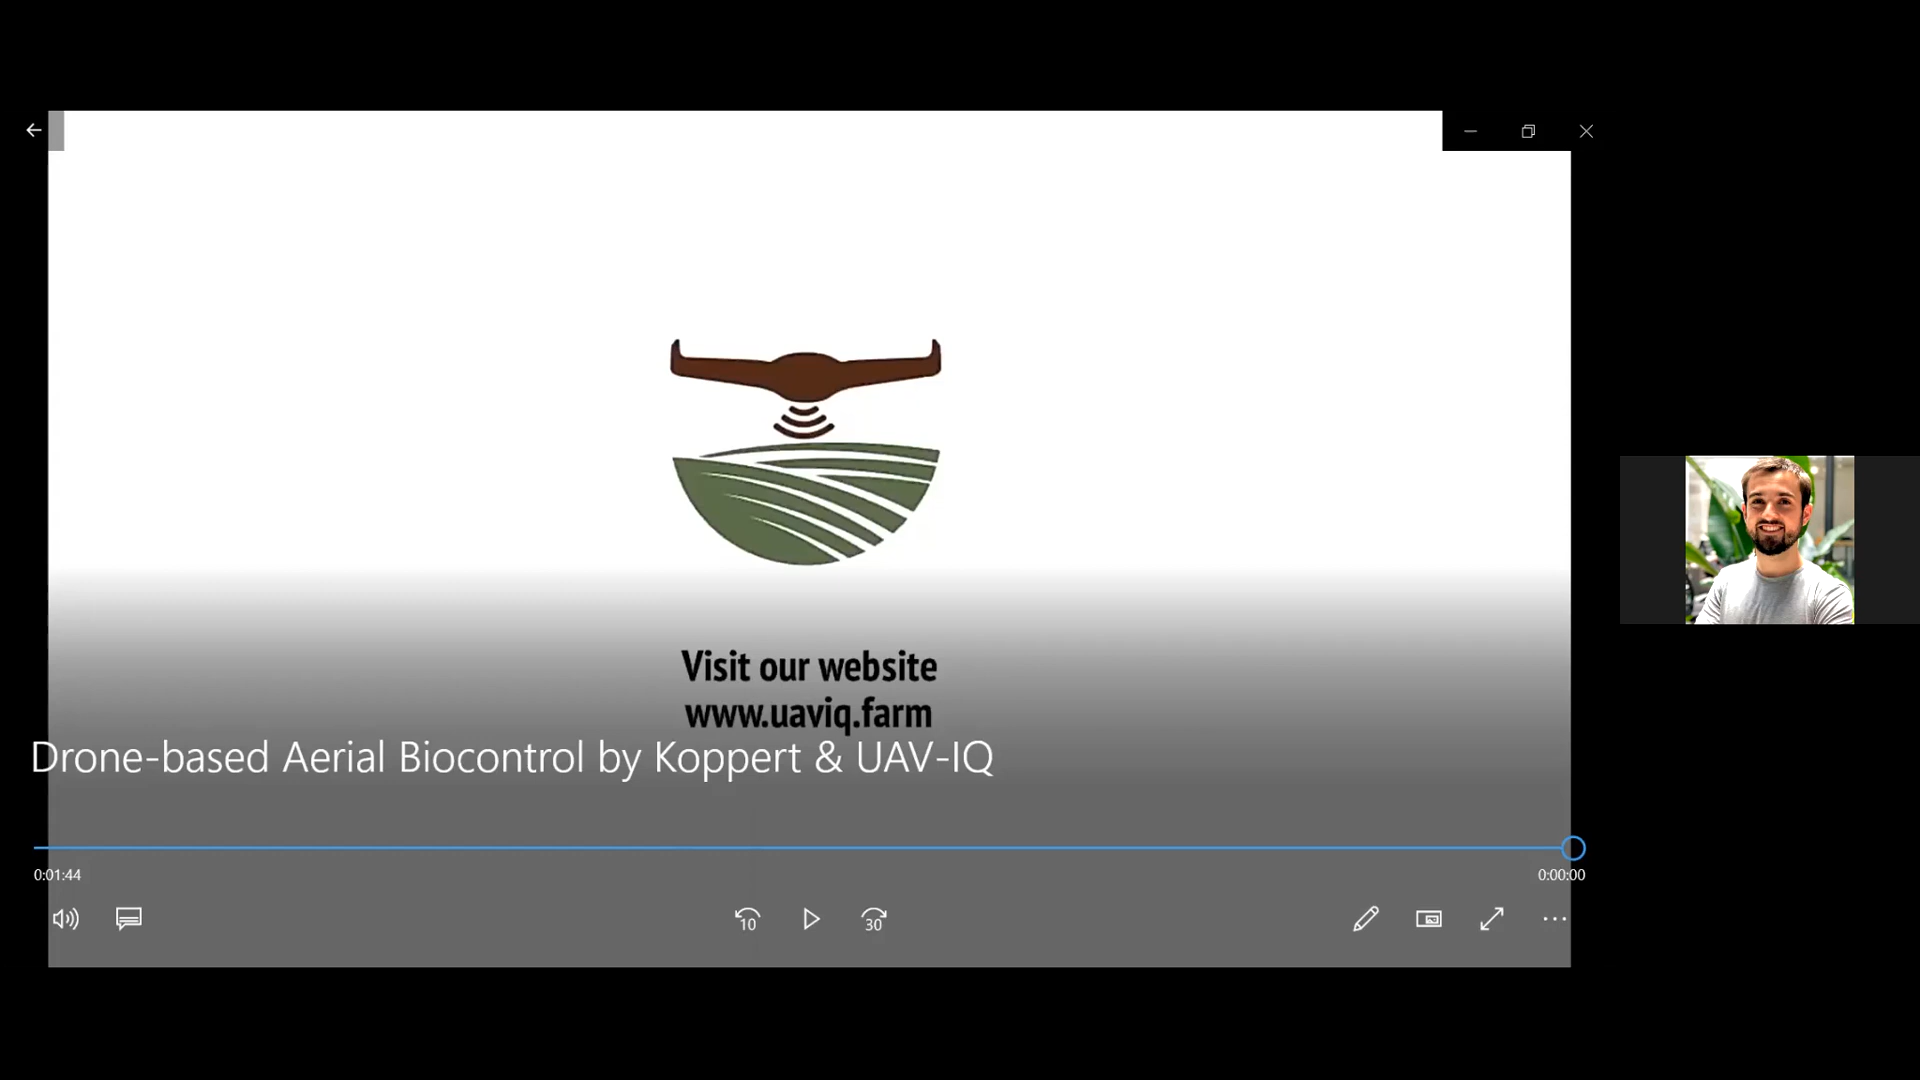 Visit our website
www.uaviq.farm
Drone-based Aerial Biocontrol by Koppert & UAV-IQ
0:01:44
0:00:00
10
30